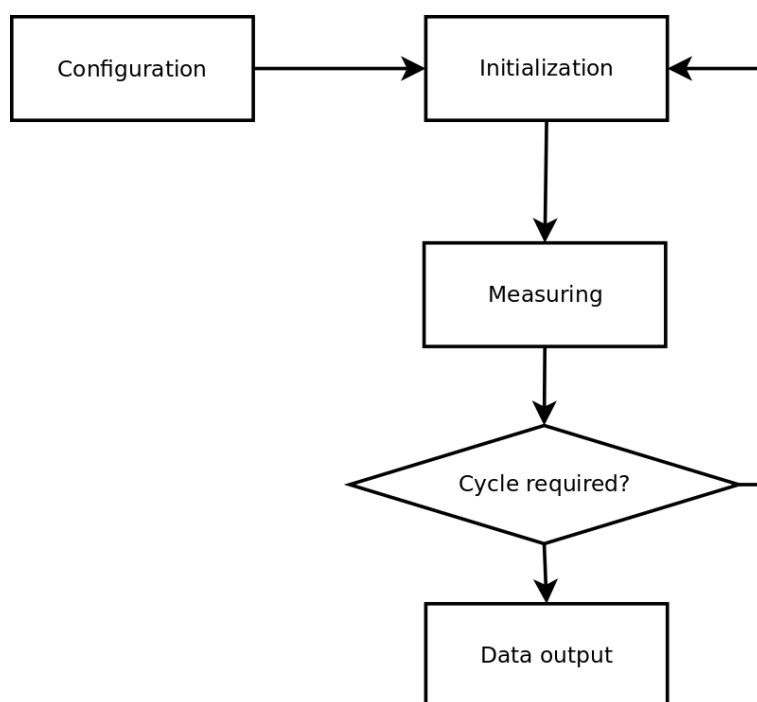 Configuration
Initialization
Measuring
Cycle required?
Data output